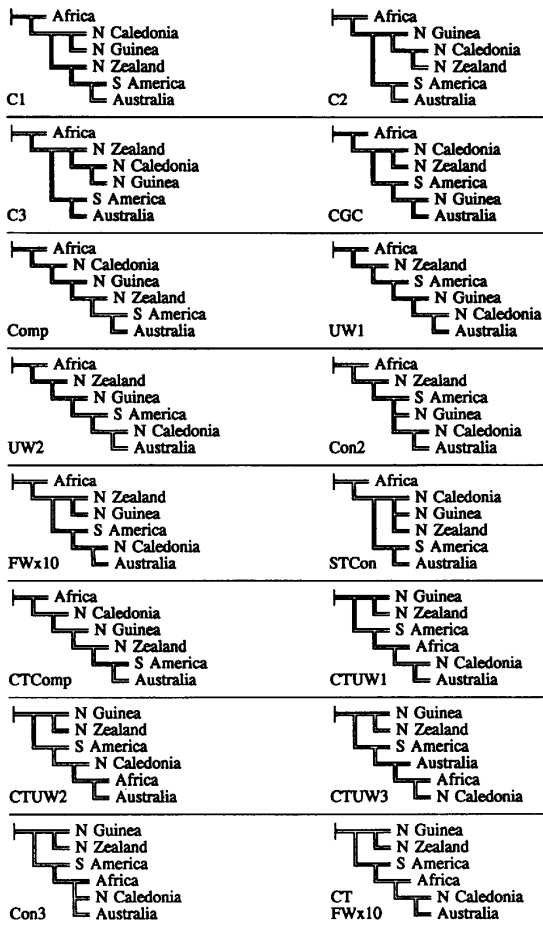 Africa
N Caledonia
N Guinea
N Zealand
S America
Australia
C1
Africa
N Guinea
N Caledonia
N Zealand
S America
Australia
C2
Africa
N Zealand
N Caledonia
N Guinea
S America
Australia
C3
Africa
N Caledonia
N Zealand
S America
N Guinea
Australia
CGC
Africa
N Caledonia
N Guinea
N Zealand
S America
Australia
Comp
Africa
N Zealand
S America
N Guinea
N Caledonia
Australia
UW1
Africa
N Zealand
N Guinea
S America
N Caledonia
Australia
UW2
Africa
N Zealand
S America
N Guinea
N Caledonia
Australia
Con2
Africa
N Zealand
N Guinea
S America
N Caledonia
Australia
FWx10
Africa
N Caledonia
N Guinea
N Zealand
S America
Australia
STCon
Africa
N Caledonia
N Guinea
N Zealand
S America
Australia
CTComp
N Guinea
N Zealand
S America
Africa
N Caledonia
Australia
CTUW1
N Guinea
N Zealand
S America
N Caledonia
Africa
Australia
CTUW2
N Guinea
N Zealand
S America
Australia
Africa
N Caledonia
CTUW3
N Guinea
N Zealand
S America
Africa
N Caledonia
Australia
Con3
N Guinea
N Zealand
S America
Africa
N Caledonia
Australia
CT
FWx10